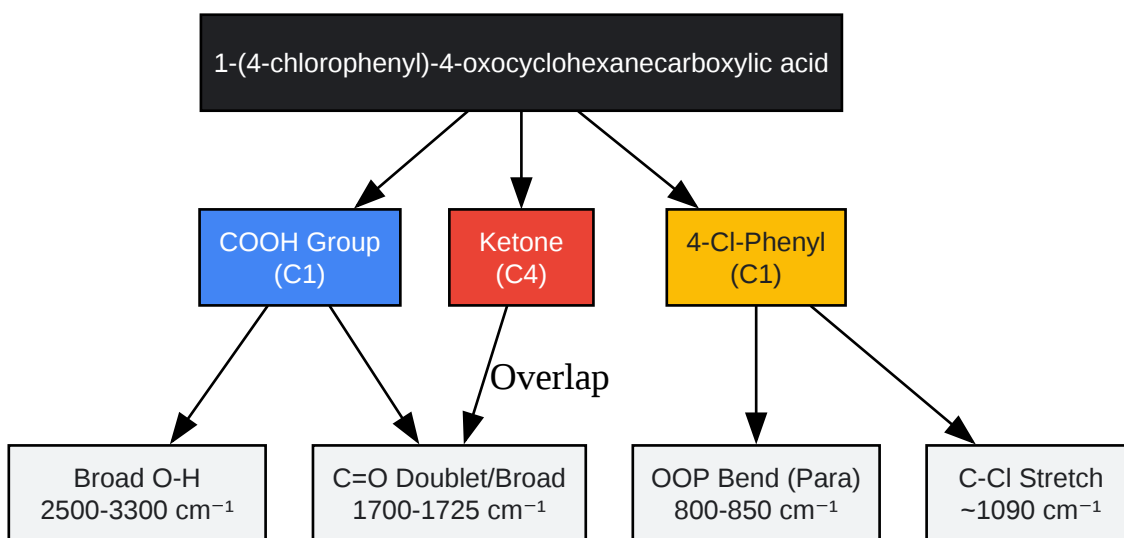 1-(4-chlorophenyl)-4-oxocyclohexanecarboxylic acid
COOH Group
(C1)
Ketone
(C4)
4-Cl-Phenyl
(C1)
Overlap
Broad O-H
2500-3300 cm⁻¹
C=O Doublet/Broad
1700-1725 cm⁻¹
OOP Bend (Para)
800-850 cm⁻¹
C-Cl Stretch
~1090 cm⁻¹